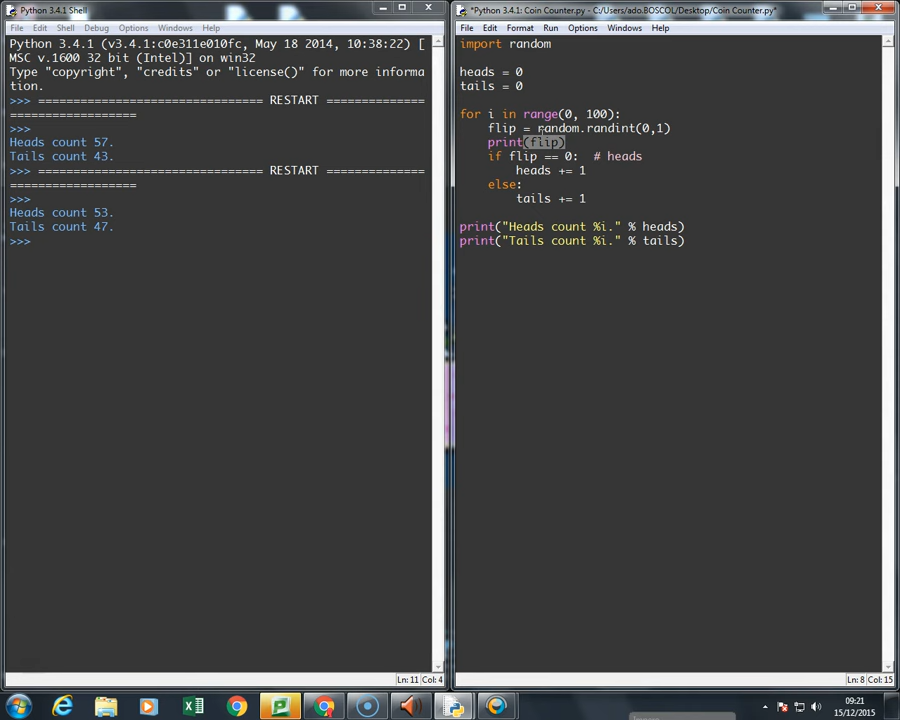 Python 3.4.1 Shell
File Edit Shell Debug Options Windows Help
Python 3.4.1 (v3.4.1:c0e311e010fc, May 18 2014, 10:38:22) [
MSC v.1600 32 bit (Intel)] on win32
Type "copyright", "credits" or "license()" for more informa
tion.
>>> ================================ RESTART ==============
==================
>>>
Heads count 57.
Tails count 43.
>>> ================================ RESTART ==============
==================
>>>
Heads count 53.
Tails count 47.
>>>
Ln: 11 Col: 4
*Python 3.4.1: Coin Counter.py - C:/Users/ado.BOSCOL/Desktop/Coin Counter.py*
File Edit Format Run Options Windows Help
import random
heads = 0
tails = 0
for i in range(0, 100):
flip = random.randint(0,1)
print(flip)
if flip == 0: # heads
heads += 1
else:
tails += 1
print("Heads count %i." % heads)
print("Tails count %i." % tails)
Ln: 8 Col: 15
09:21
15/12/2015